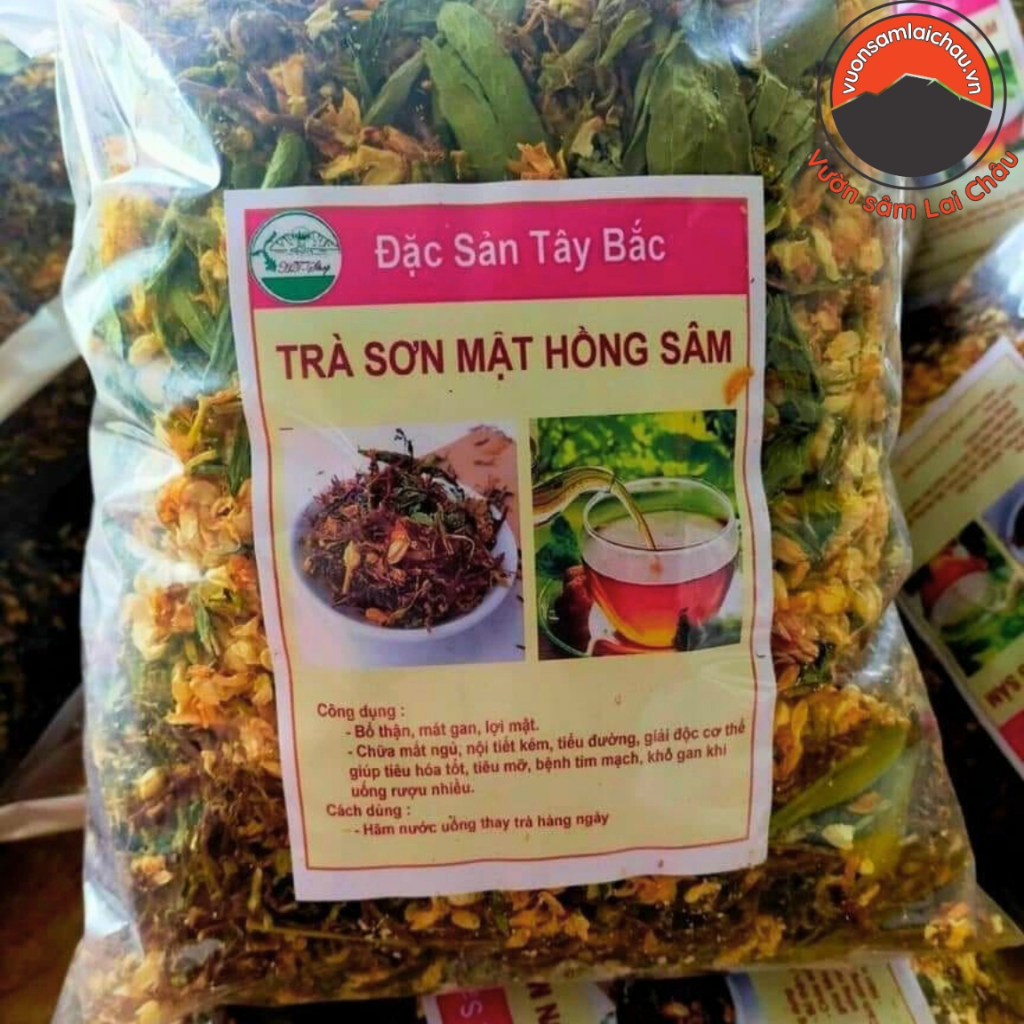 vuonsamlaichau.vn
Vườn sâm Lai Châu
Đặc Sản Tây Bắc
TRÀ SƠN MẬT HỒNG SÂM
Công dụng :
- Bổ thận, mát gan, lợi mật.
- Chữa mất ngủ, nội tiết kém, tiểu đường, giải độc cơ thể
giúp tiêu hóa tốt, tiêu mỡ, bệnh tim mạch, khô gan khi
uống rượu nhiều.
Cách dùng :
- Hãm nước uống thay trà hàng ngày